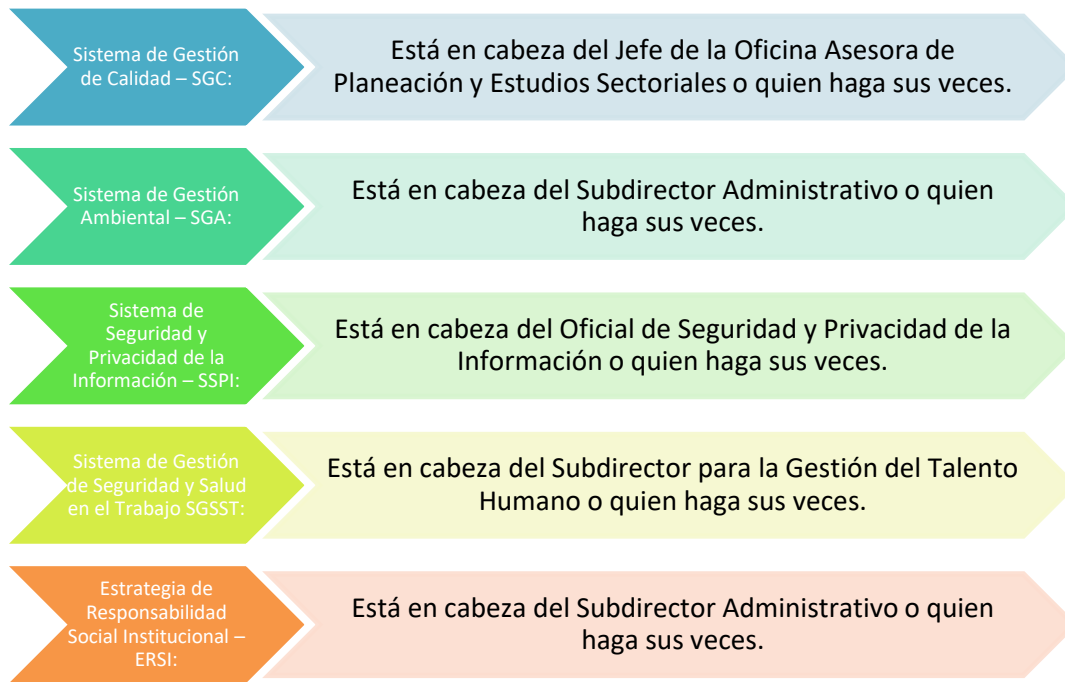 Sistema de Gestión
de Calidad – SGC:
Está en cabeza del Jefe de la Oficina Asesora de
Planeación y Estudios Sectoriales o quien haga sus veces.
Sistema de Gestión
Ambiental – SGA:
Está en cabeza del Subdirector Administrativo o quien
haga sus veces.
Sistema de
Seguridad y
Privacidad de la
Información – SSPI:
Está en cabeza del Oficial de Seguridad y Privacidad de la
Información o quien haga sus veces.
Sistema de Gestión
de Seguridad y Salud
en el Trabajo SGSST:
Está en cabeza del Subdirector para la Gestión del Talento
Humano o quien haga sus veces.
Estrategia de
Responsabilidad
Social Institucional –
ERSI:
Está en cabeza del Subdirector Administrativo o quien
haga sus veces.